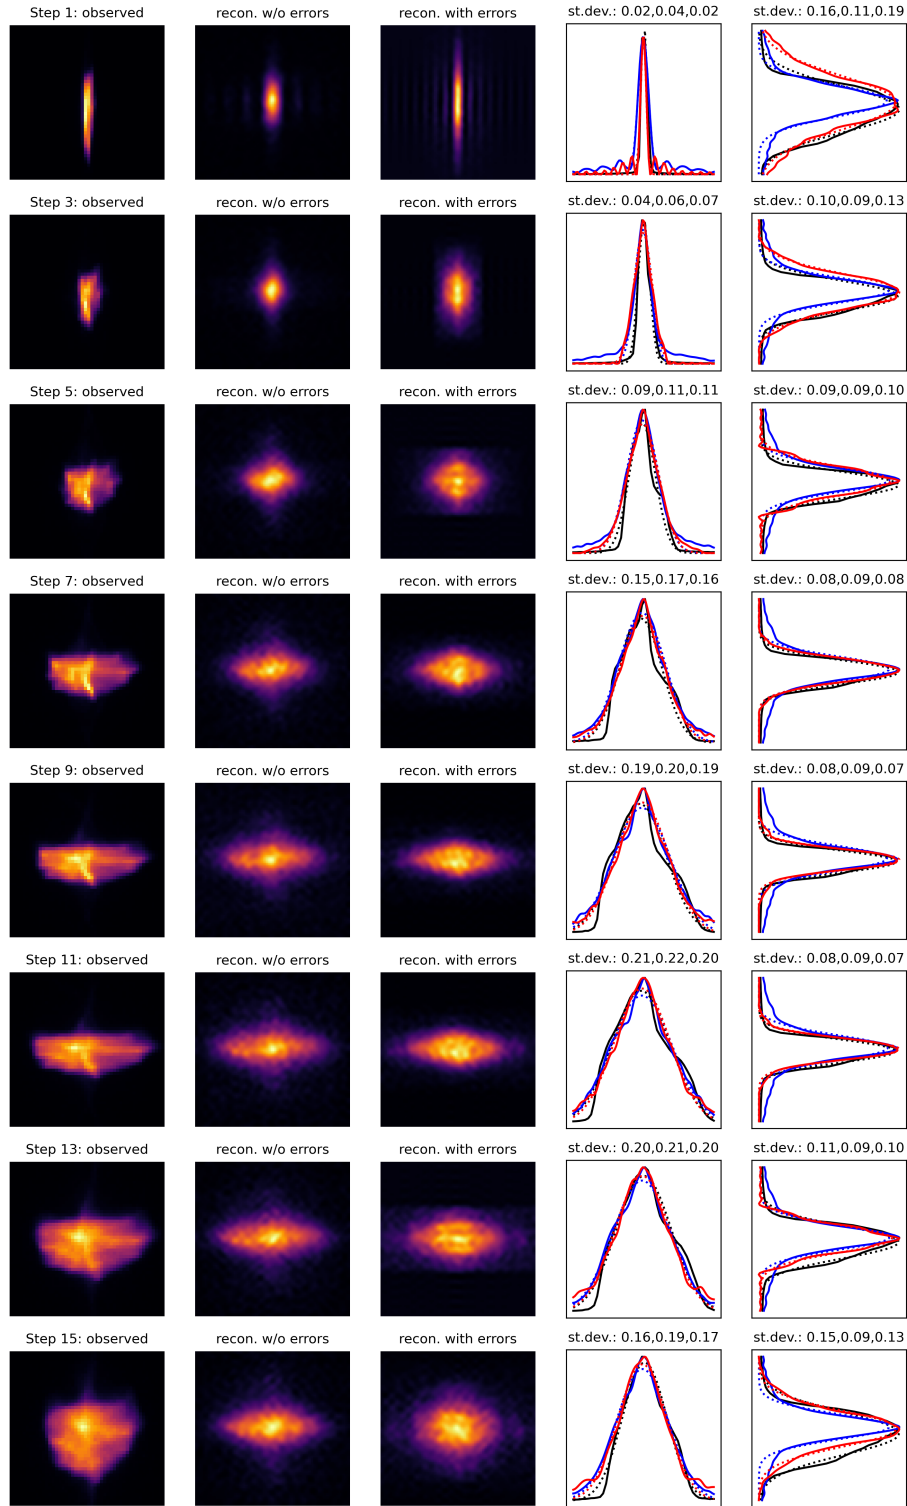 Step 1: observed
recon. w/o errors
recon. with errors
st.dev.: 0.02,0.04,0.02
st.dev.: 0.16,0.11,0.19
Step 3: observed
recon. w/o errors
recon. with errors
st.dev.: 0.04,0.06,0.07
st.dev.: 0.10,0.09,0.13
Step 5: observed
recon. w/o errors
recon. with errors
st.dev.: 0.09,0.11,0.11
st.dev.: 0.09,0.09,0.10
Step 7: observed
recon. w/o errors
recon. with errors
st.dev.: 0.15,0.17,0.16
st.dev.: 0.08,0.09,0.08
Step 9: observed
recon. w/o errors
recon. with errors
st.dev.: 0.19,0.20,0.19
st.dev.: 0.08,0.09,0.07
Step 11: observed
recon. w/o errors
recon. with errors
st.dev.: 0.21,0.22,0.20
st.dev.: 0.08,0.09,0.07
Step 13: observed
recon. w/o errors
recon. with errors
st.dev.: 0.20,0.21,0.20
st.dev.: 0.11,0.09,0.10
Step 15: observed
recon. w/o errors
recon. with errors
st.dev.: 0.16,0.19,0.17
st.dev.: 0.15,0.09,0.13